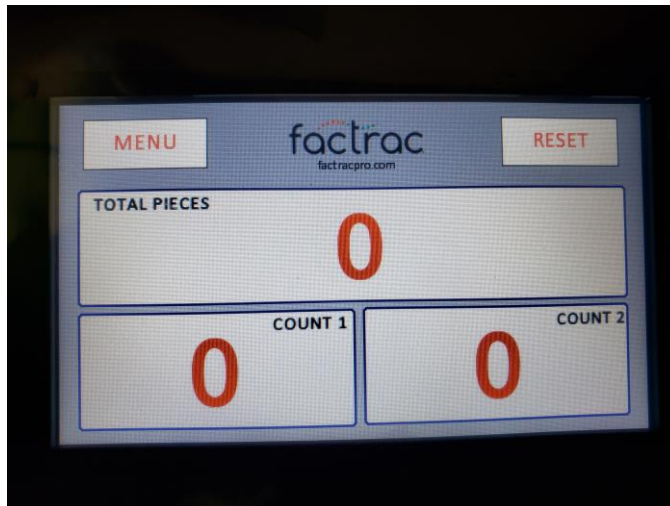 MENU
factrac
factracpro.com
RESET
TOTAL PIECES
0
COUNT 1
0
COUNT 2
0